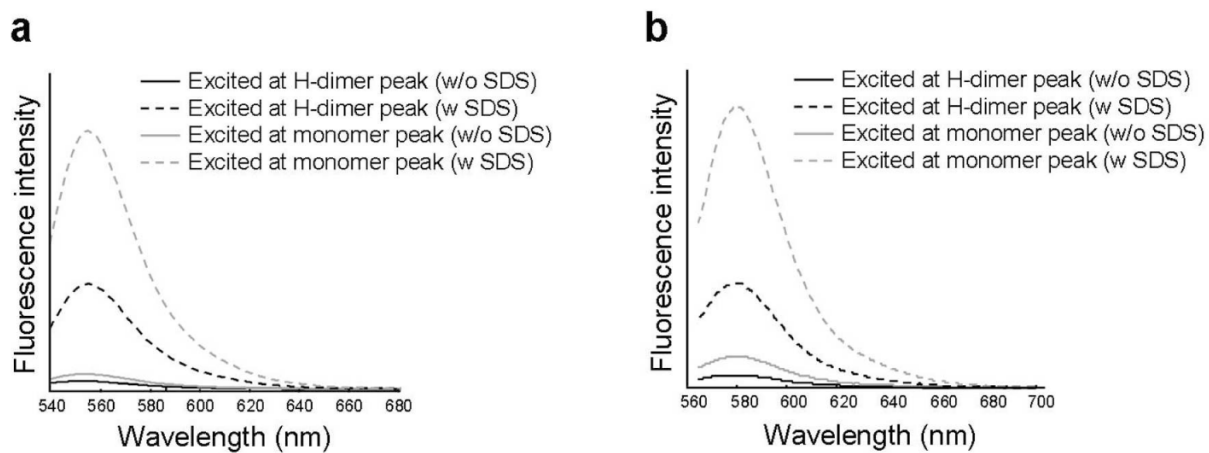 a
Excited at H-dimer peak (w/o SDS)
Excited at H-dimer peak (w SDS)
Excited at monomer peak (w/o SDS)
Excited at monomer peak (w SDS)
Fluorescence intensity
540 560 580 600 620 640 660 680
Wavelength (nm)
b
Excited at H-dimer peak (w/o SDS)
Excited at H-dimer peak (w SDS)
Excited at monomer peak (w/o SDS)
Excited at monomer peak (w SDS)
Fluorescence intensity
560 580 600 620 640 660 680 700
Wavelength (nm)